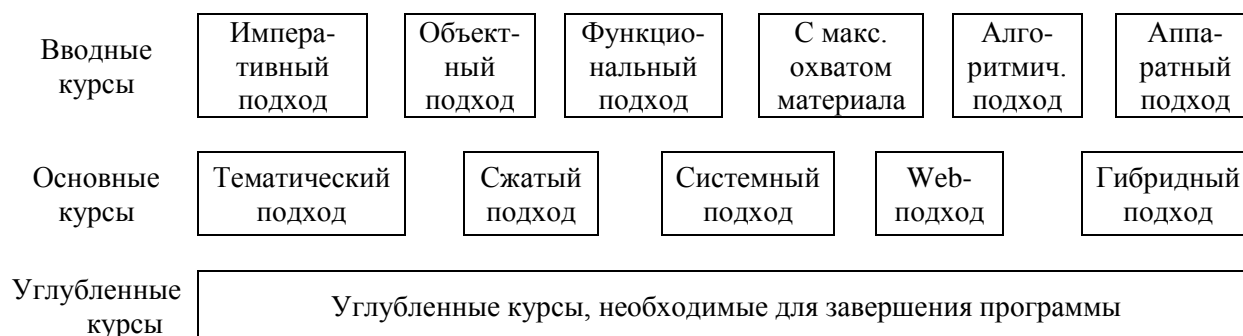 Вводные
курсы
Импера-
тивный
подход
Объект-
ный
подход
Функцио-
нальный
подход
С макс.
охватом
материала
Алго-
ритмич.
подход
Аппа-
ратный
подход
Основные
курсы
Тематический
подход
Сжатый
подход
Системный
подход
Web-
подход
Гибридный
подход
Углубленные
курсы
Углубленные курсы, необходимые для завершения программы